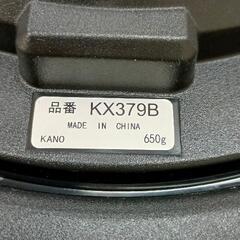 品番 KX379B
MADE IN CHINA
KANO 650g